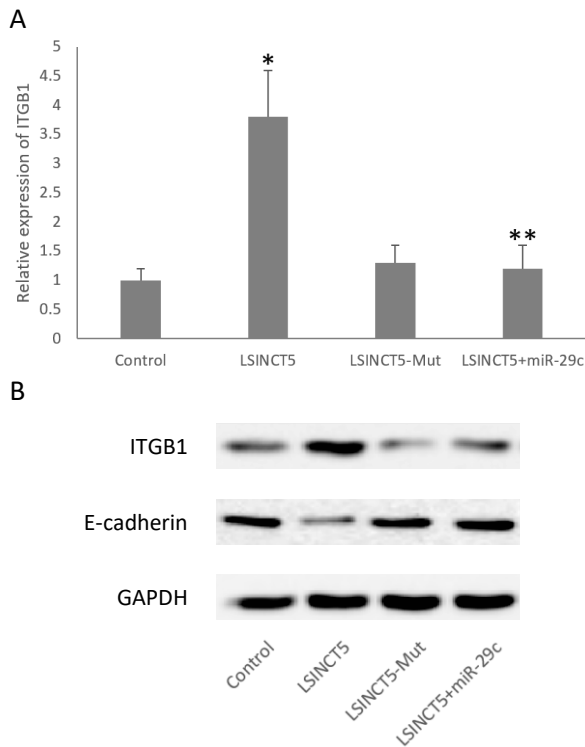 A
Relative expression of ITGB1
5
4.5
4
3.5
3
2.5
2
1.5
1
0.5
0
*
**
Control LSINCT5 LSINCT5-Mut LSINCT5+miR-29c
B
ITGB1
E-cadherin
GAPDH
Control
LSINCT5
LSINCT5-Mut
LSINCT5+miR-29c